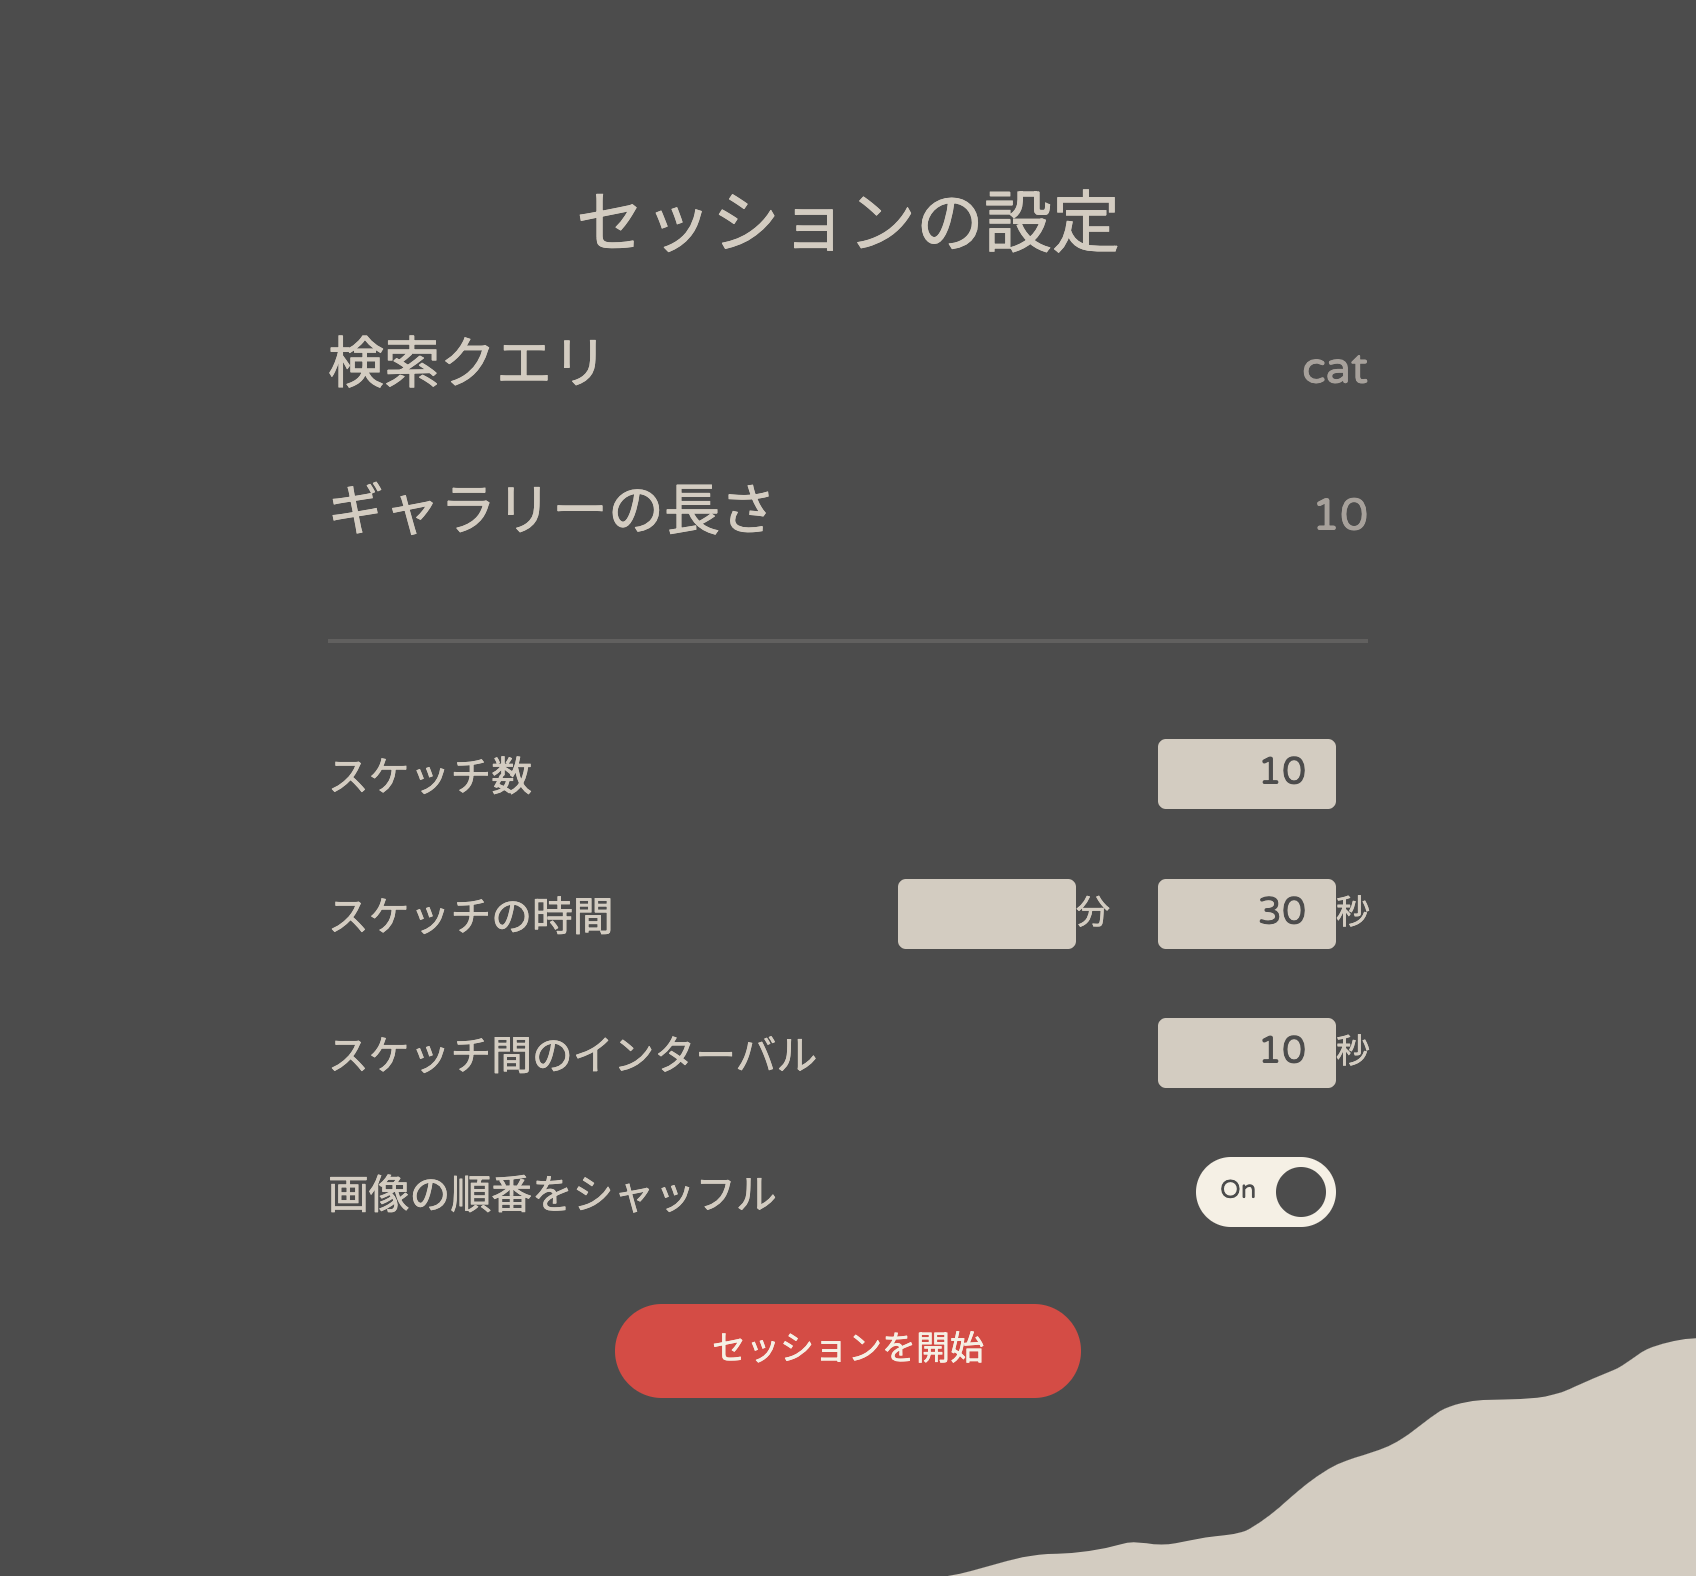 セッションの設定
検索クエリ cat
ギャラリーの長さ 10
スケッチ数 10
スケッチの時間 分 30 秒
スケッチ間のインターバル 10 秒
画像の順番をシャッフル On
セッションを開始